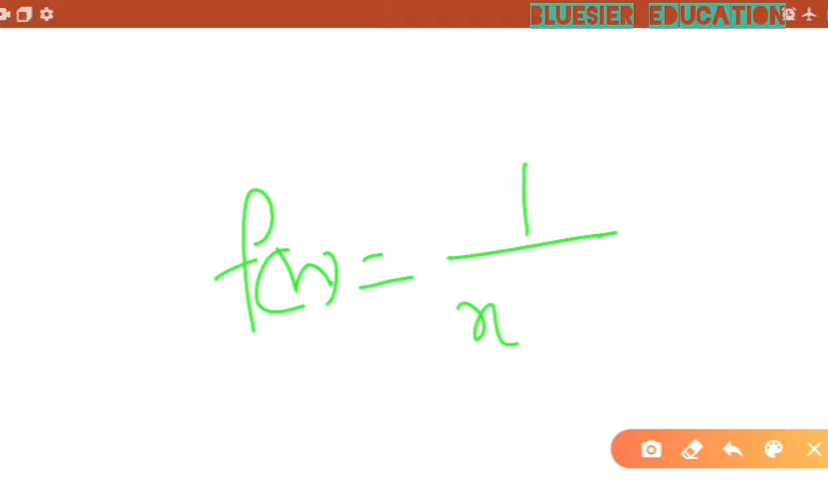 BLUESIER EDUCATION
f(x) = 1/x